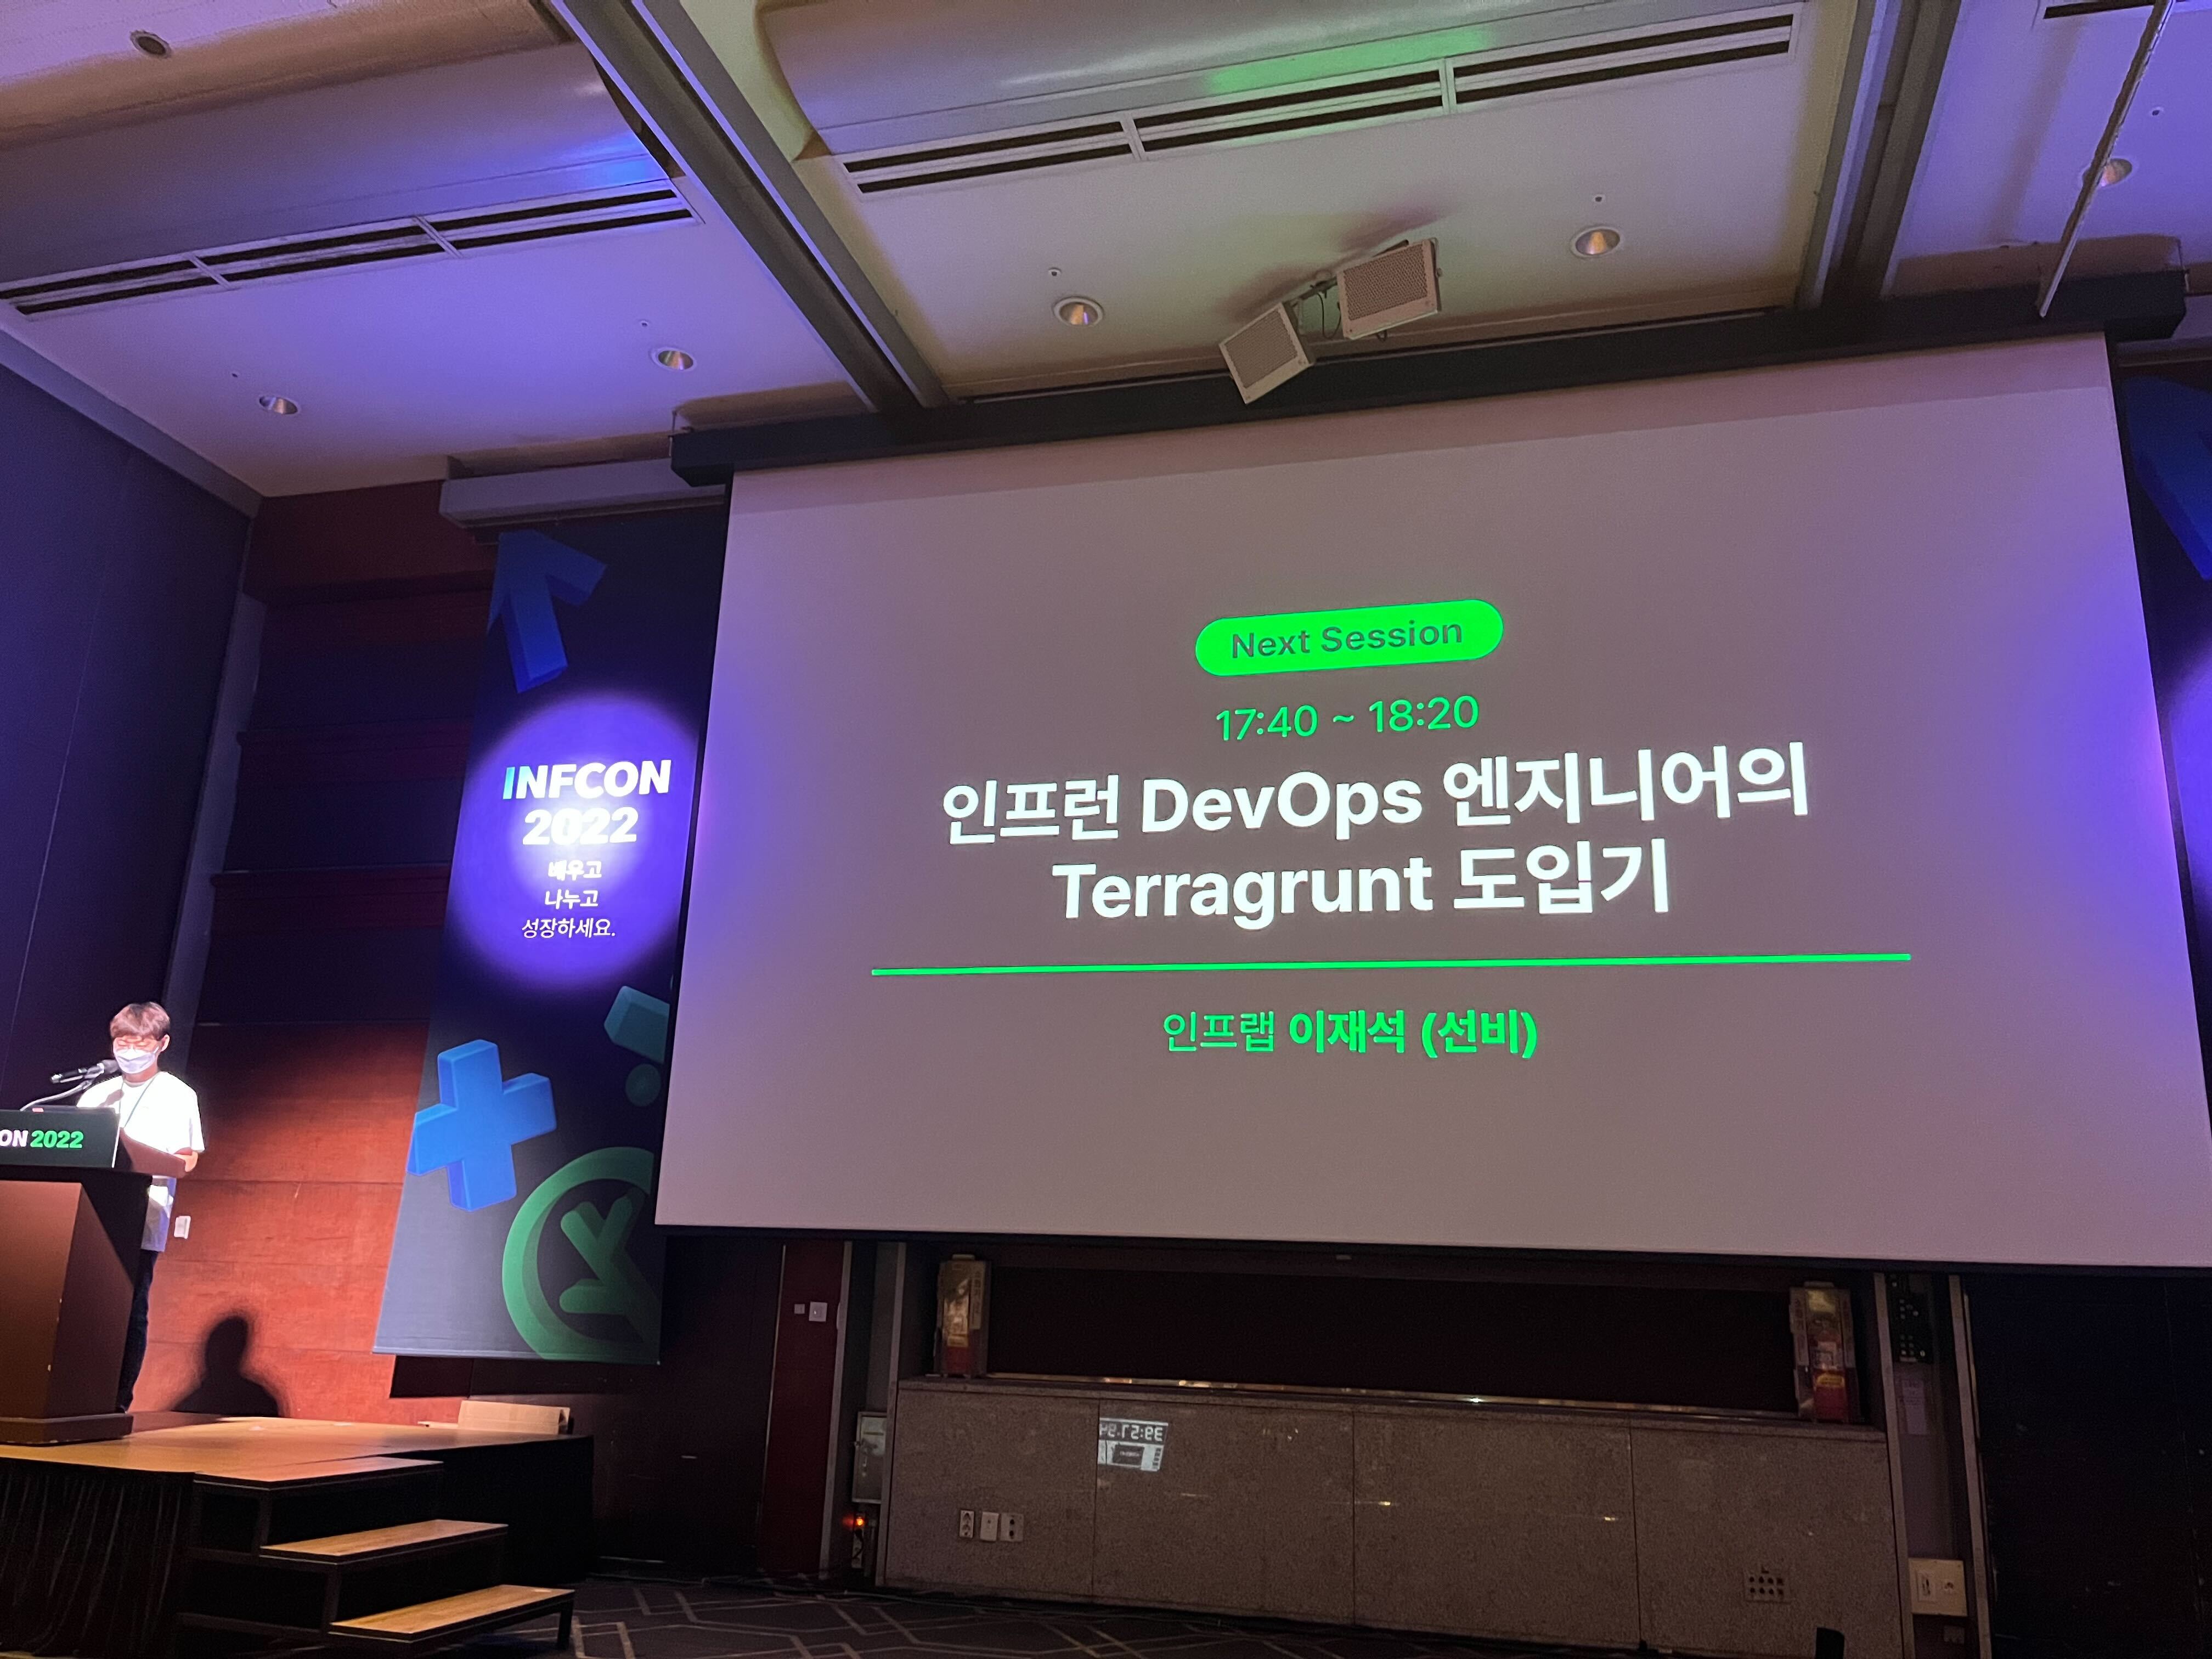 Next Session
17:40 ~ 18:20
인프런 DevOps 엔지니어의
Terragrunt 도입기
인프랩 이재석 (선비)
INFCON
2022
배우고
나누고
성장하세요.
ON 2022